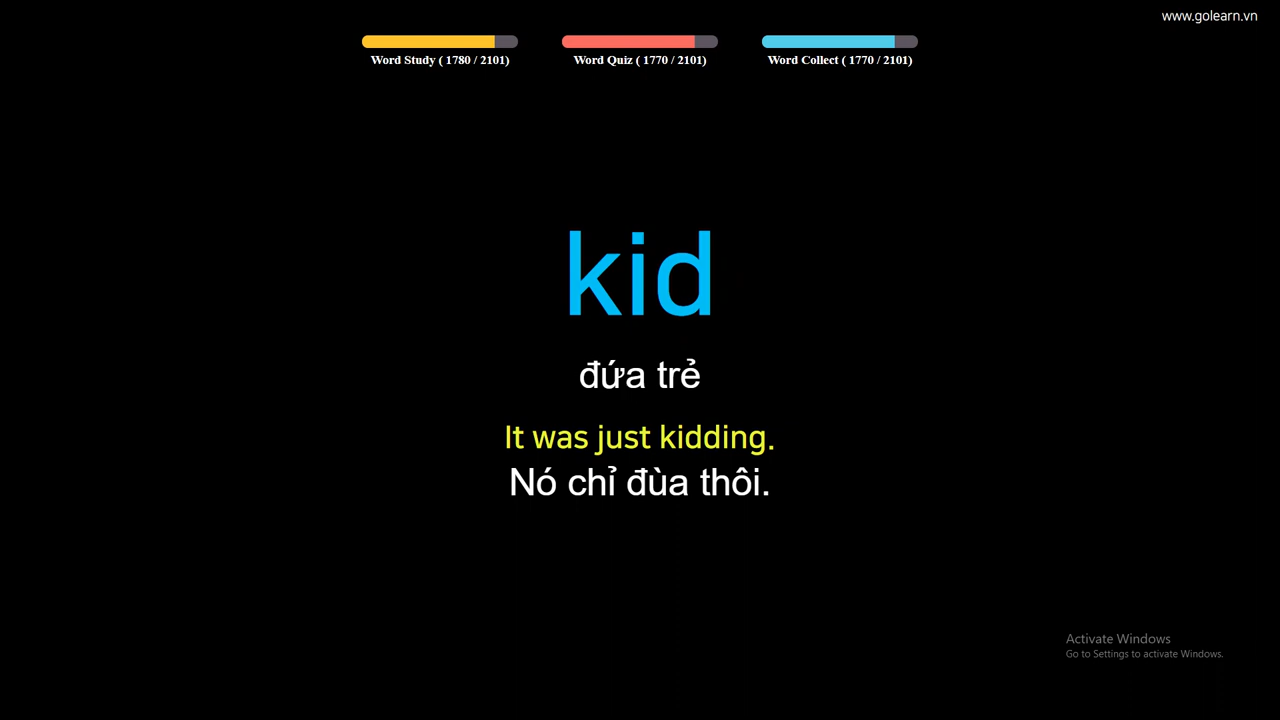 www.golearn.vn
Word Study ( 1780 / 2101)
Word Quiz ( 1770 / 2101)
Word Collect ( 1770 / 2101)
kid
đứa trẻ
It was just kidding.
Nó chỉ đùa thôi.
Activate Windows
Go to Settings to activate Windows.